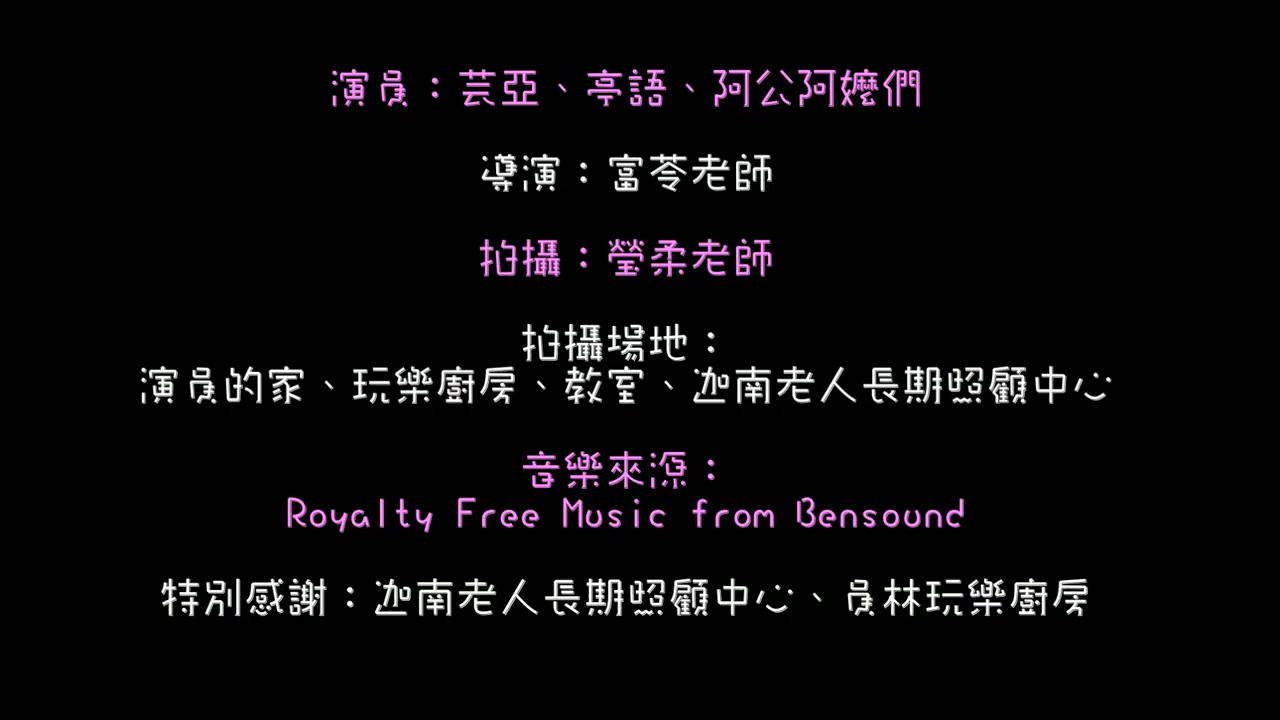 演員：芸亞、亭語、阿公阿嬤們
導演：富苓老師
拍攝：瑩柔老師
拍攝場地：
演員的家、玩樂廚房、教室、迦南老人長期照顧中心
音樂來源：
Royalty Free Music from Bensound
特別感謝：迦南老人長期照顧中心、員林玩樂廚房